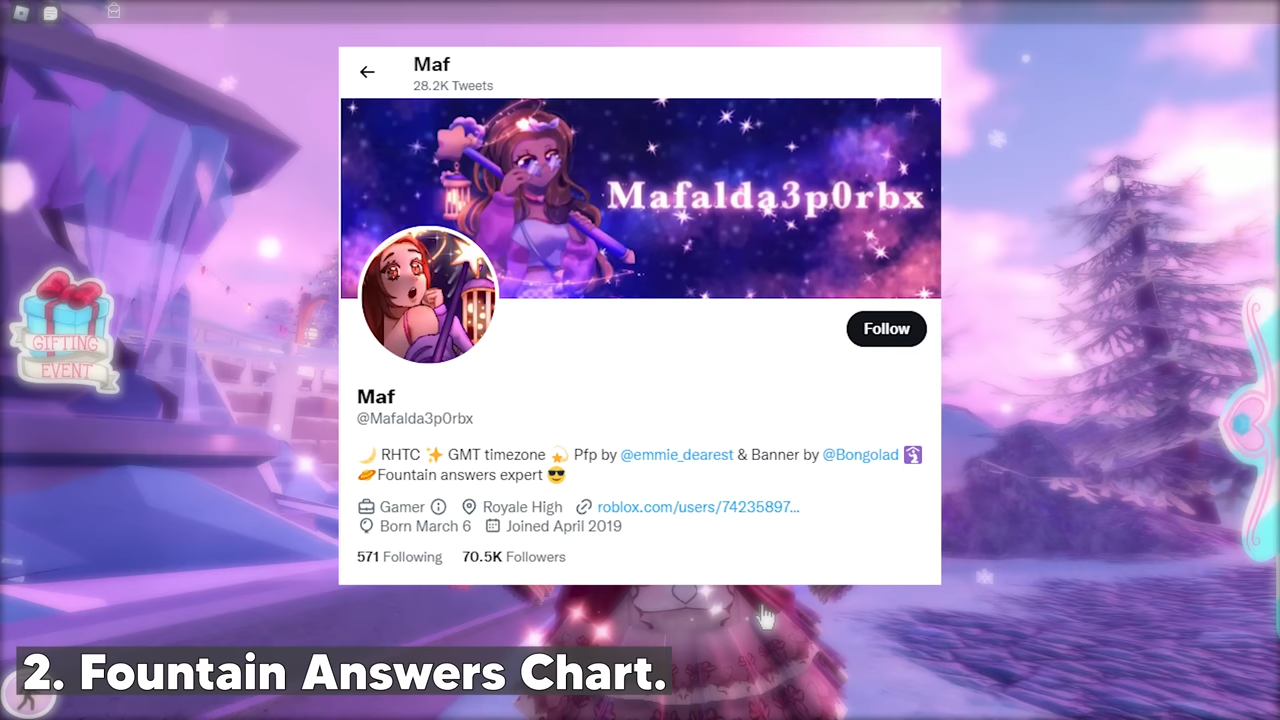 Maf
28.2K Tweets
Mafalda3p0rbx
Follow
Maf
@Mafalda3p0rbx
🌙 RHTC ✨ GMT timezone 💫 Pfp by @emmie_dearest & Banner by @Bongolad
🪘Fountain answers expert 😎
Gamer Royale High roblox.com/users/74235897...
Born March 6 Joined April 2019
571 Following 70.5K Followers
GIFTING
EVENT
2. Fountain Answers Chart.